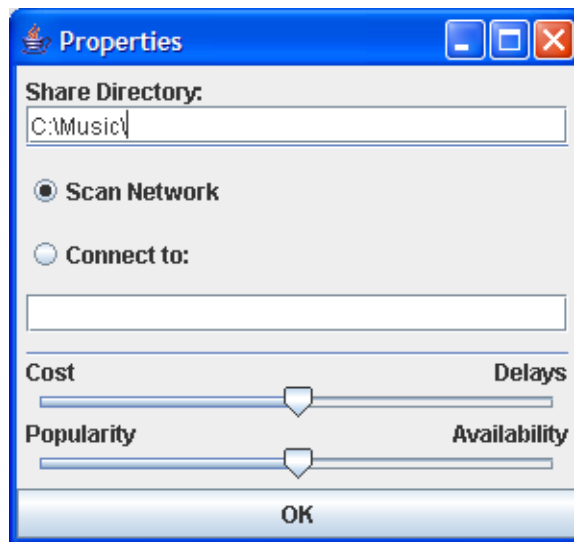 Properties
Share Directory:
C:\Music\
Scan Network
Connect to:
Cost Delays
Popularity Availability
OK